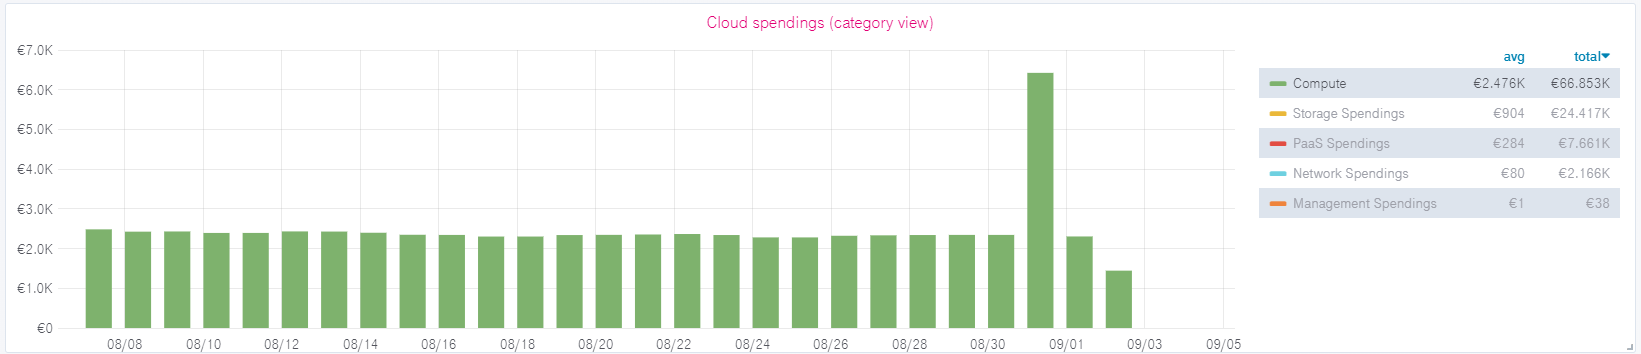 Cloud spendings (category view)
€7.0K
€6.0K
€5.0K
€4.0K
€3.0K
€2.0K
€1.0K
€0
08/08 08/10 08/12 08/14 08/16 08/18 08/20 08/22 08/24 08/26 08/28 08/30 09/01 09/03 09/05
avg total
Compute €2.476K €66.853K
Storage Spendings €904 €24.417K
PaaS Spendings €284 €7.661K
Network Spendings €80 €2.166K
Management Spendings €1 €38